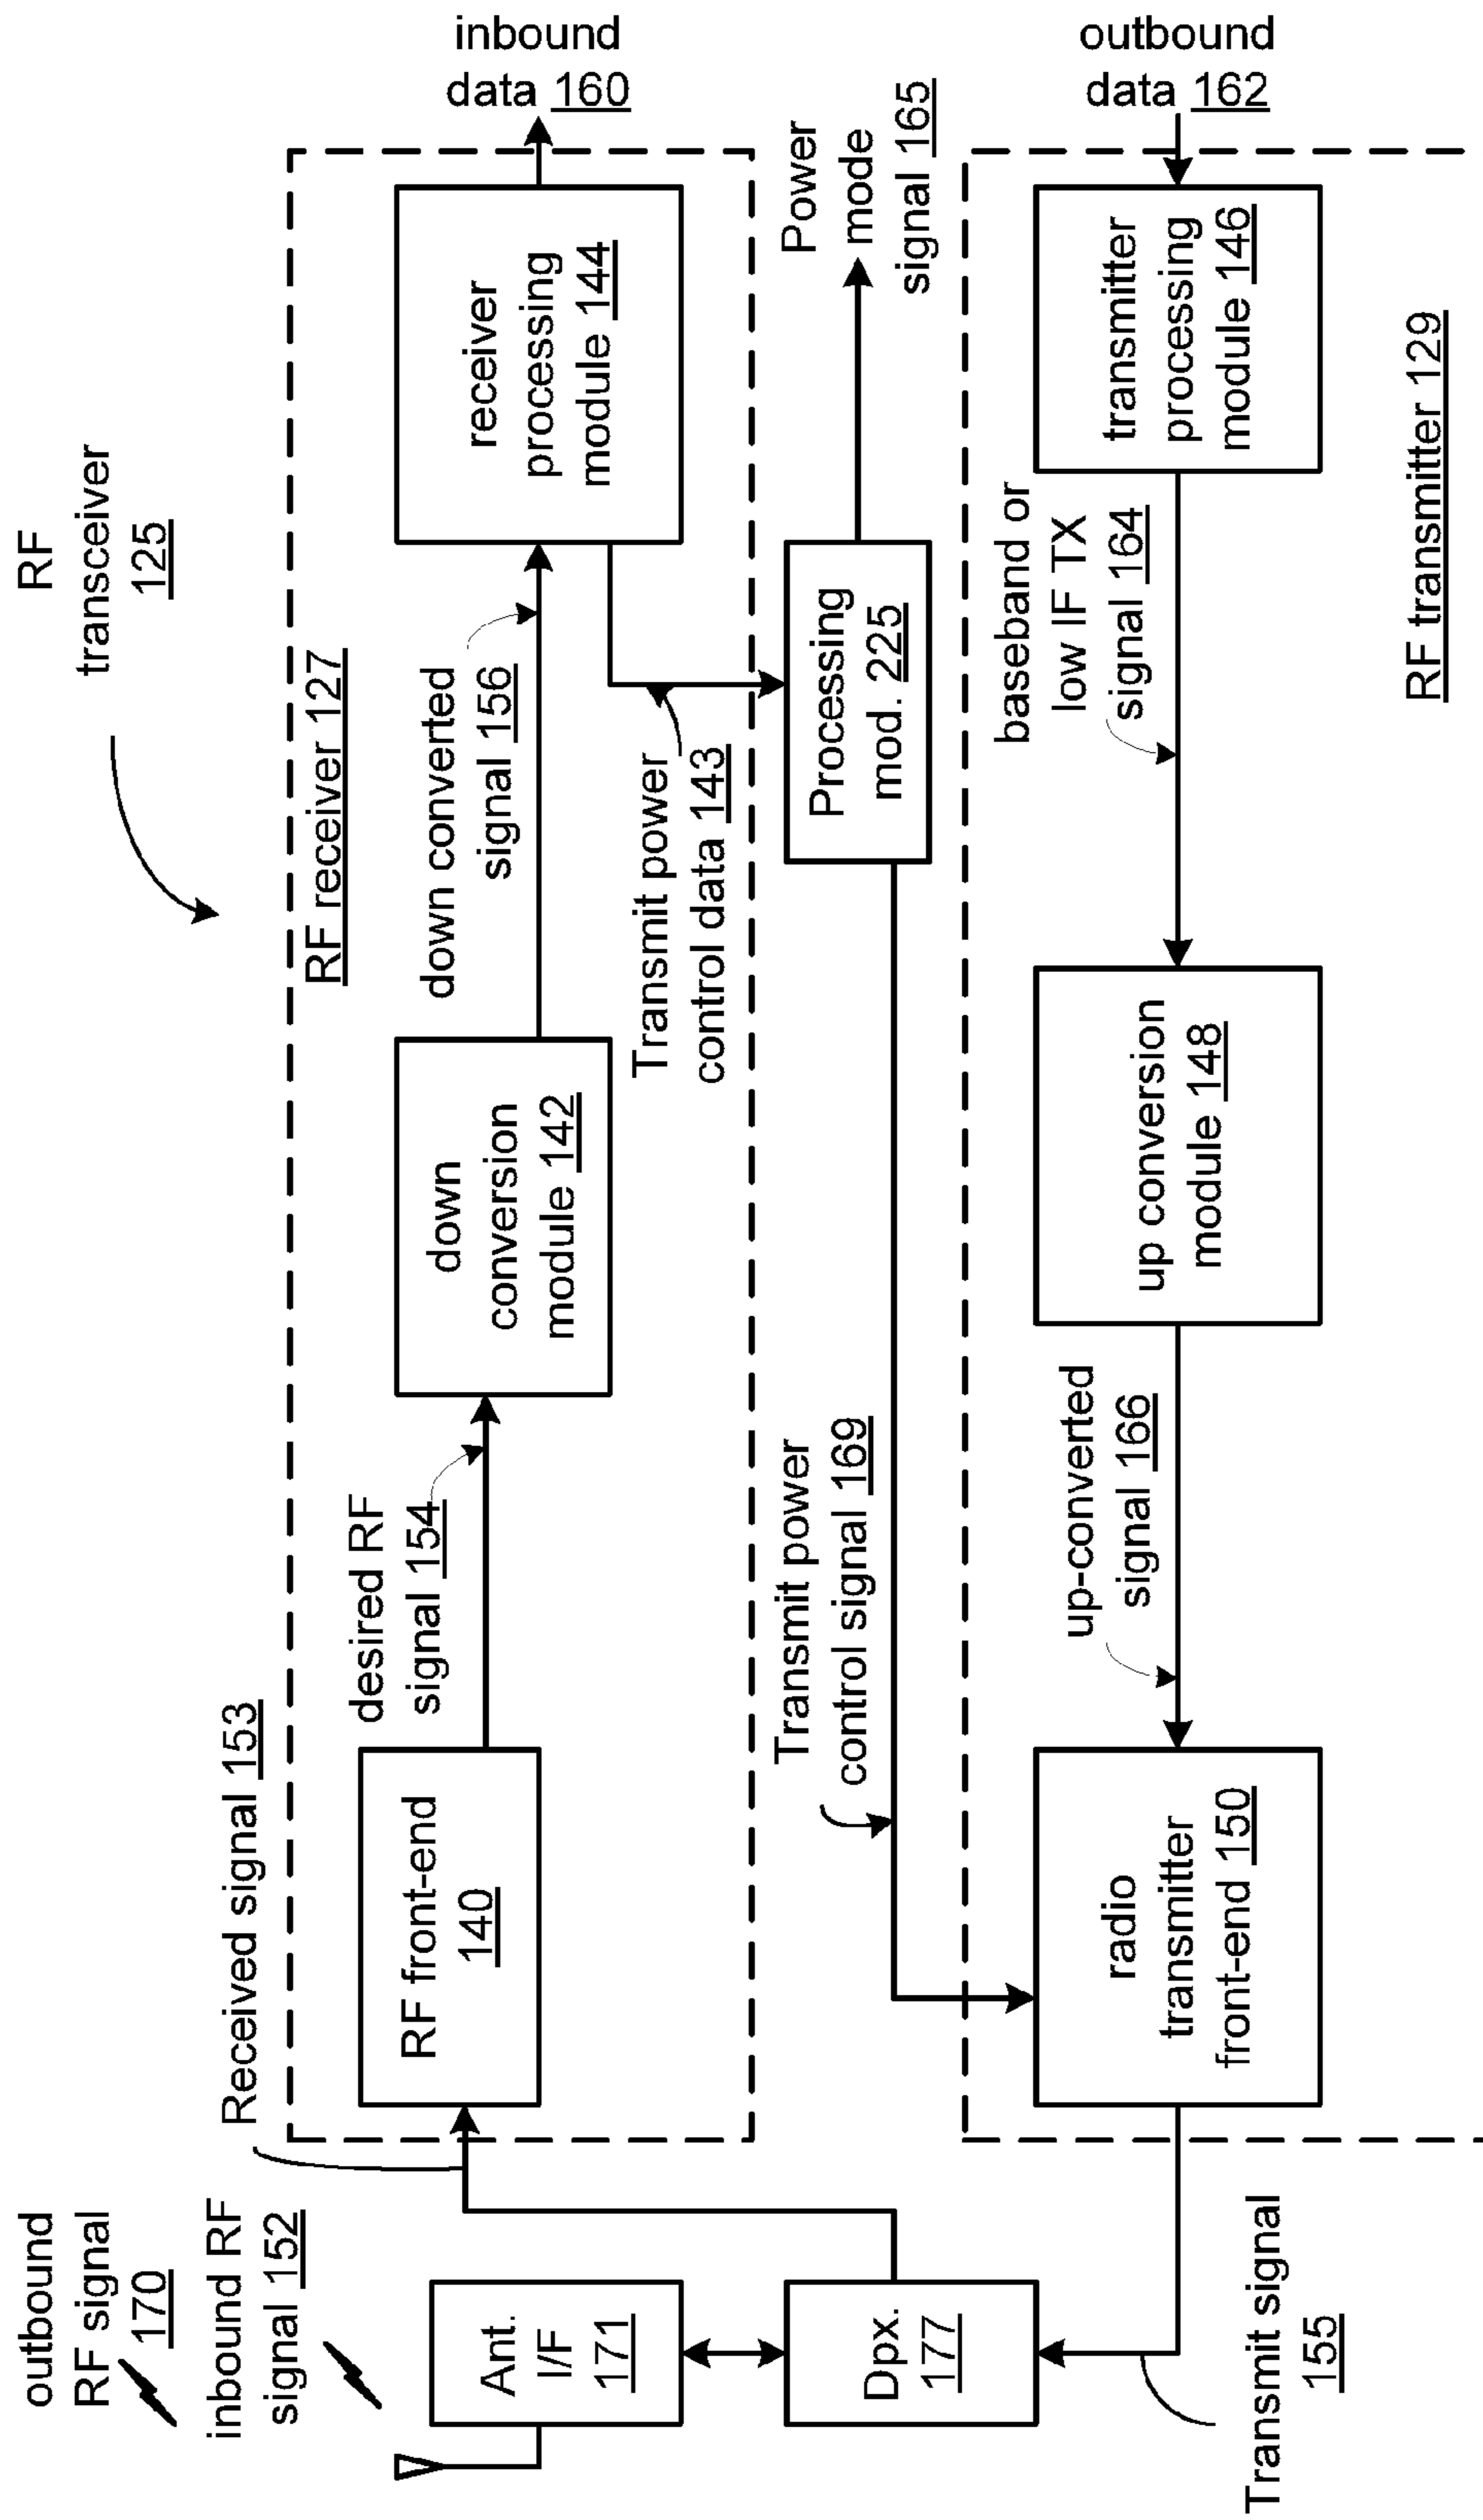 RF
transceiver
125
outbound
RF signal
170
inbound RF
signal 152
Received signal 153
RF receiver 127
Ant.
I/F
171
RF front-end
140
desired RF
signal 154
down
conversion
module 142
down converted
signal 156
receiver
processing
module 144
inbound
data 160
Transmit power
control data 143
Dpx.
177
Transmit power
control signal 169
Processing
mod. 225
Power
mode
signal 165
Transmit signal
155
radio
transmitter
front-end 150
up-converted
signal 166
up conversion
module 148
baseband or
low IF TX
signal 164
transmitter
processing
module 146
outbound
data 162
RF transmitter 129